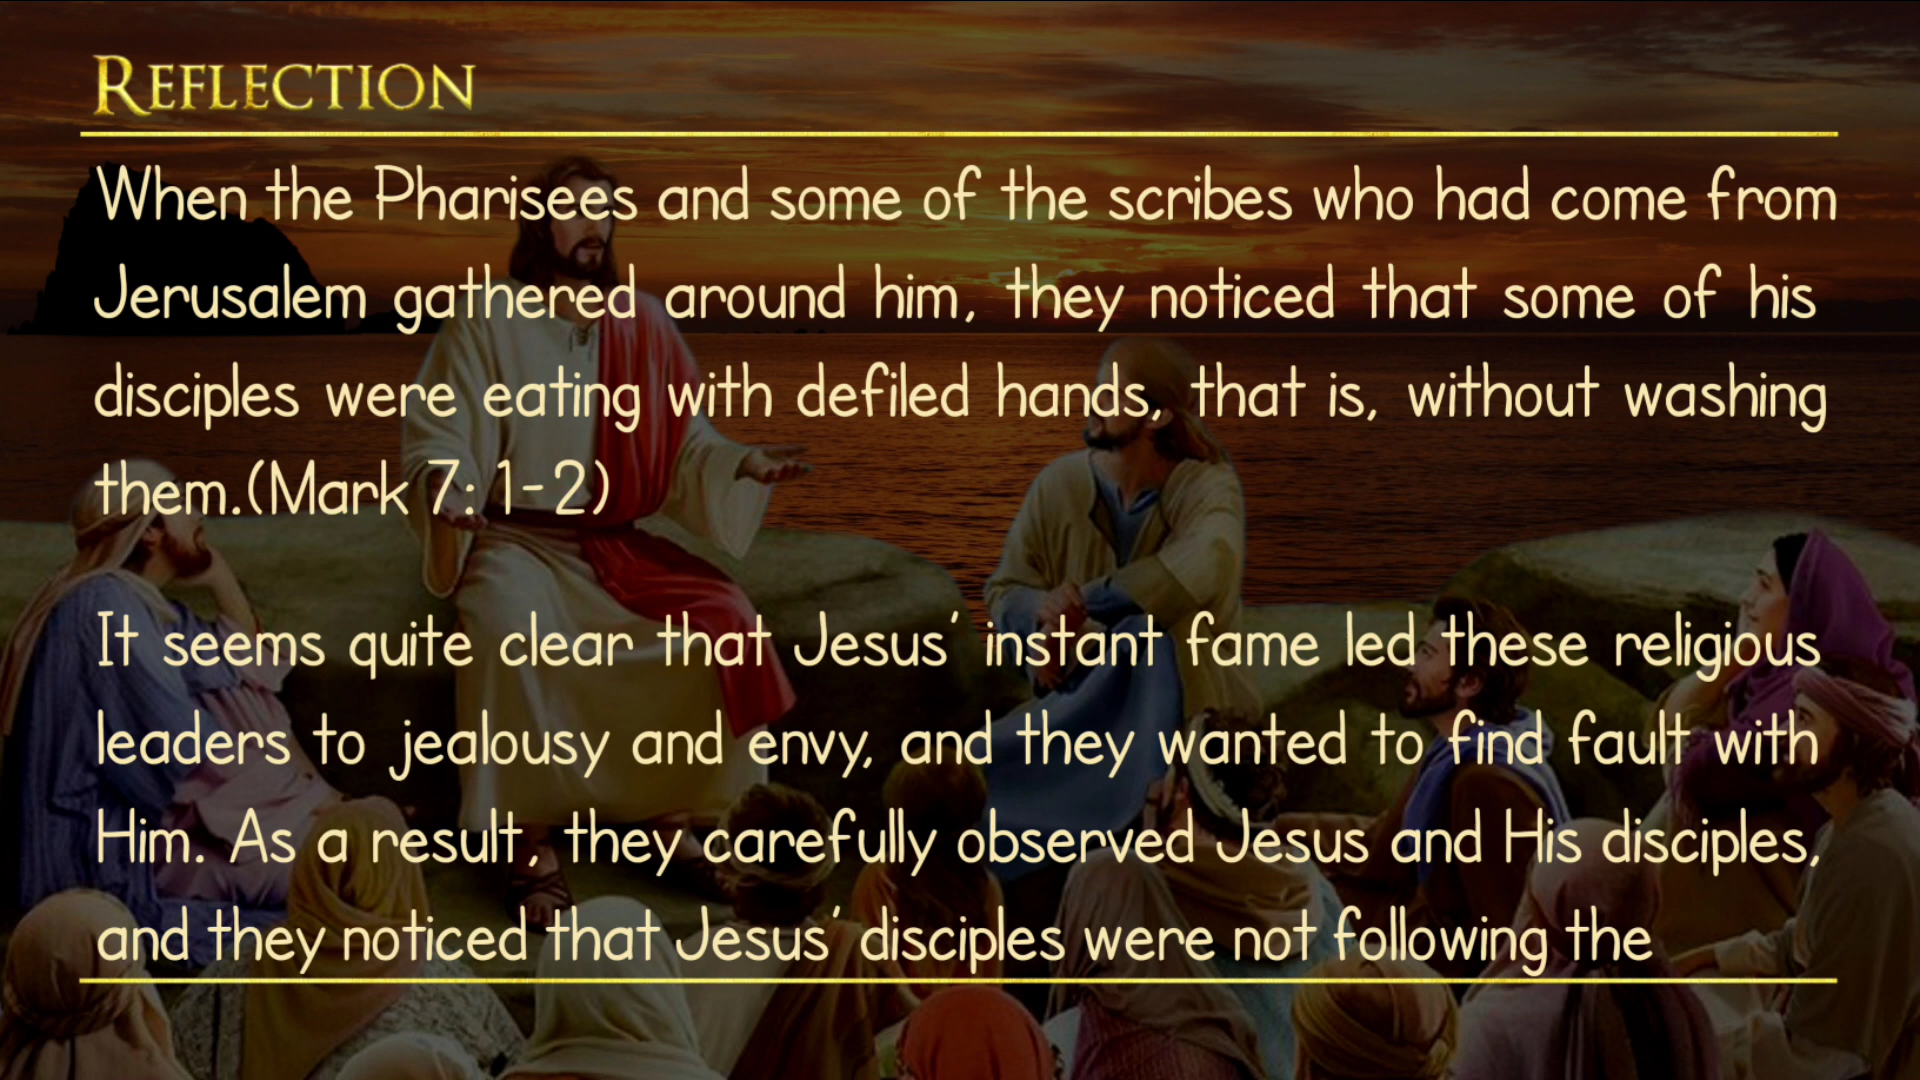 REFLECTION
When the Pharisees and some of the scribes who had come from
Jerusalem gathered around him, they noticed that some of his
disciples were eating with defiled hands, that is, without washing
them.(Mark 7: 1-2)
It seems quite clear that Jesus' instant fame led these religious
leaders to jealousy and envy, and they wanted to find fault with
Him. As a result, they carefully observed Jesus and His disciples,
and they noticed that Jesus' disciples were not following the